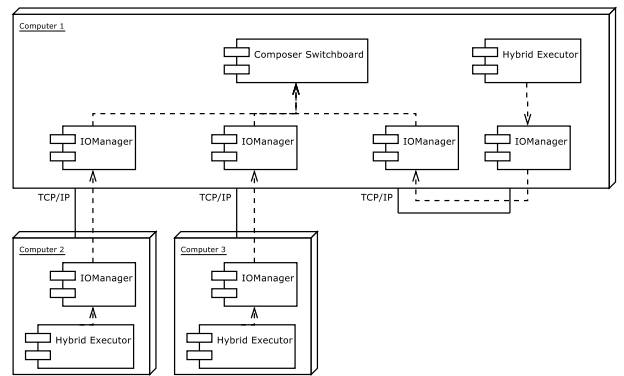 Computer 1
Composer Switchboard
Hybrid Executor
IOManager
IOManager
IOManager
IOManager
TCP/IP
TCP/IP
TCP/IP
Computer 2
Computer 3
IOManager
IOManager
Hybrid Executor
Hybrid Executor